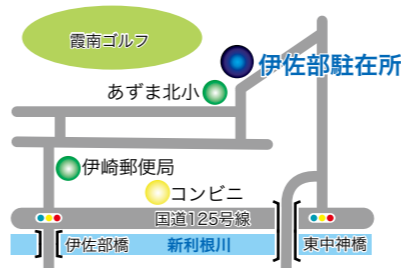 霞南ゴルフ
伊佐部駐在所
あずま北小
伊崎郵便局
コンビニ
国道125号線
伊佐部橋
新利根川
東中神橋